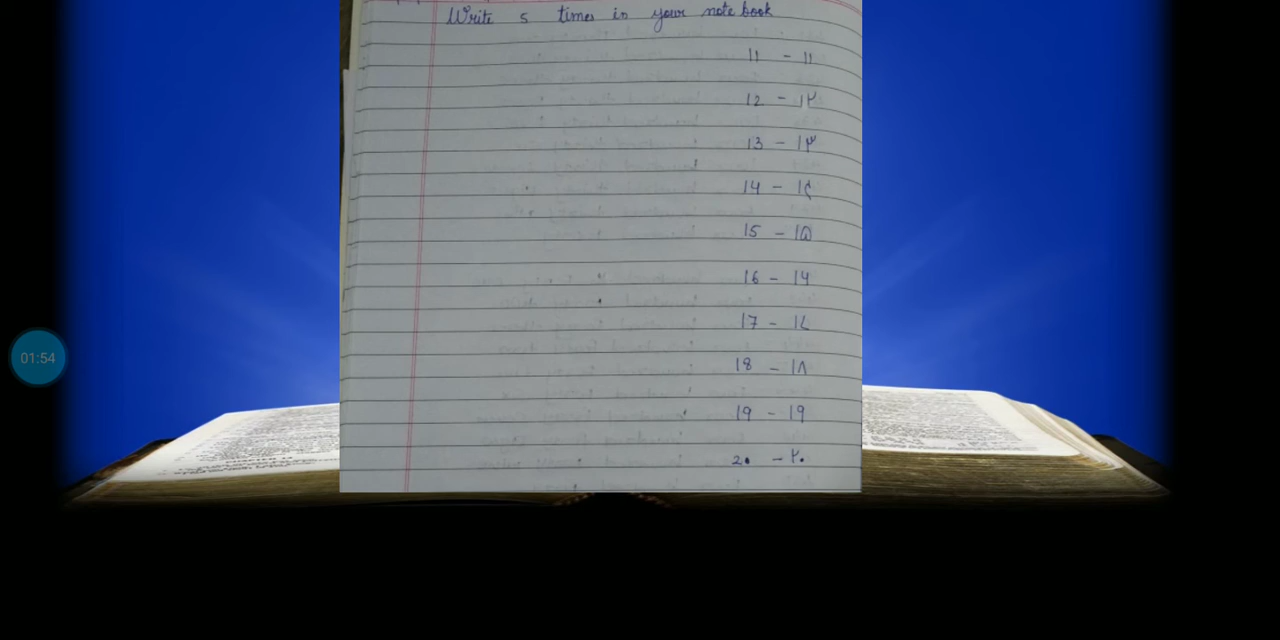 Write 5 times in your note book
11 - ۱۱
12 - ۱۲
13 - ۱۳
14 - ۱۴
15 - ۱۵
16 - ۱۶
17 - ۱۷
18 - ۱۸
19 - ۱۹
20 - ۲۰
01:54